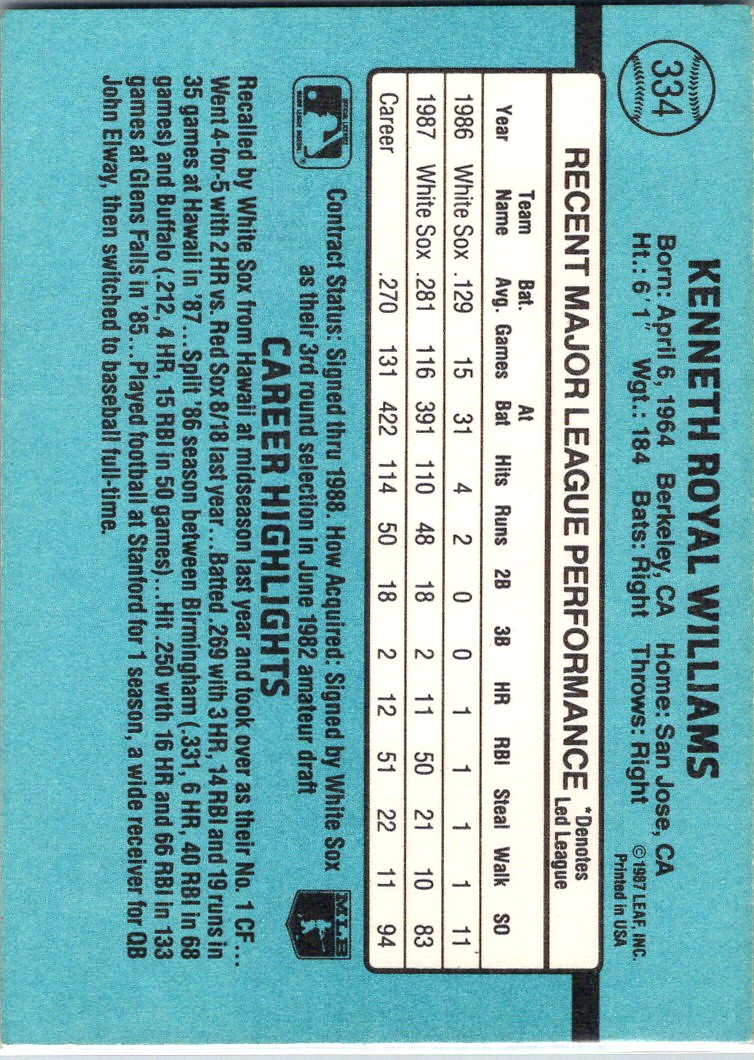 334
KENNETH ROYAL WILLIAMS
Born: April 6, 1964 Berkeley, CA Home: San Jose, CA
Ht.: 6'1" Wgt.: 184 Bats: Right Throws: Right
©1987 LEAF, INC.
Printed in USA
RECENT MAJOR LEAGUE PERFORMANCE
*Denotes
Led League
Year Team Name Bat. Avg. Games At Bat Hits Runs 2B 3B HR RBI Steal Walk SO
1986 White Sox .129 15 31 4 2 0 0 1 1 1 1 11
1987 White Sox .281 116 391 110 48 18 2 11 50 21 10 83
Career .270 131 422 114 50 18 2 12 51 22 11 94
Contract Status: Signed thru 1988. How Acquired: Signed by White Sox
as their 3rd round selection in June 1982 amateur draft
MLB
CAREER HIGHLIGHTS
Recalled by White Sox from Hawaii at midseason last year and took over as their No. 1 CF...
Went 4-for-5 with 2 HR vs. Red Sox 8/18 last year...Batted .269 with 3 HR, 14 RBI and 19 runs in
35 games at Hawaii in '87...Split '86 season between Birmingham (.331, 6 HR, 40 RBI in 68
games) and Buffalo (.212, 4 HR, 15 RBI in 50 games)...Hit .250 with 16 HR and 66 RBI in 133
games at Glens Falls in '85...Played football at Stanford for 1 season, a wide receiver for QB
John Elway, then switched to baseball full-time.